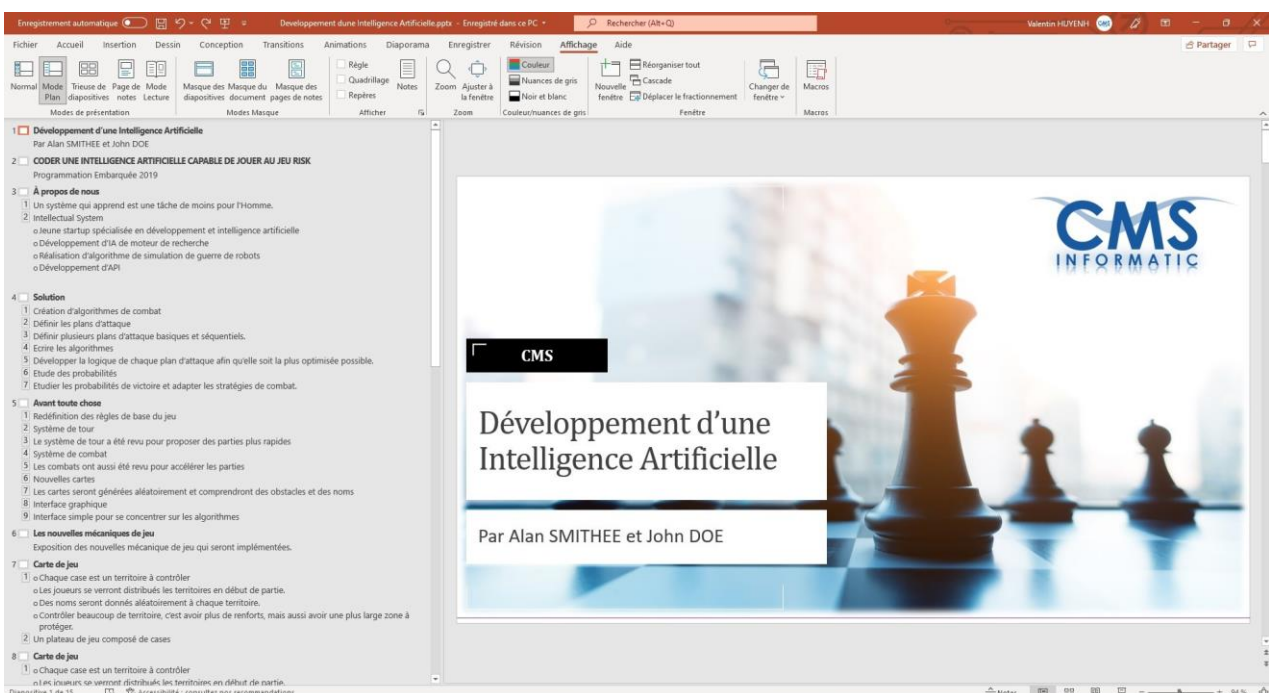 Enregistrement automatique
Developpement dune Intelligence Artificielle.pptx - Enregistré dans ce PC
Rechercher (Alt+Q)
Valentin HUYENH
Fichier Accueil Insertion Dessin Conception Transitions Animations Diaporama Enregistrer Révision Affichage Aide
Partager
Normal
Mode Plan
Trieuse de diapositives
Page de notes
Mode Lecture
Modes de présentation
Masque des diapositives
Masque du document
Masque des pages de notes
Modes Masque
Règle
Quadrillage
Repères
Notes
Afficher
Zoom
Ajuster à la fenêtre
Zoom
Couleur
Nuances de gris
Noir et blanc
Couleur/nuances de gris
Nouvelle fenêtre
Réorganiser tout
Cascade
Déplacer le fractionnement
Changer de fenêtre
Fenêtre
Macros
Macros
1 Développement d'une Intelligence Artificielle
Par Alan SMITHEE et John DOE
2 CODER UNE INTELLIGENCE ARTIFICIELLE CAPABLE DE JOUER AU JEU RISK
Programmation Embarquée 2019
3 À propos de nous
1 Un système qui apprend est une tâche de moins pour l'Homme.
2 Intellectual System
o Jeune startup spécialisée en développement et intelligence artificielle
o Développement d'IA de moteur de recherche
o Réalisation d'algorithme de simulation de guerre de robots
o Développement d'API
4 Solution
1 Création d'algorithmes de combat
2 Définir les plans d'attaque
3 Définir plusieurs plans d'attaque basiques et séquentiels.
4 Ecrire les algorithmes
5 Développer la logique de chaque plan d'attaque afin qu'elle soit la plus optimisée possible.
6 Etude des probabilités
7 Etudier les probabilités de victoire et adapter les stratégies de combat.
5 Avant toute chose
1 Redéfinition des règles de base du jeu
2 Système de tour
3 Le système de tour a été revu pour proposer des parties plus rapides
4 Système de combat
5 Les combats ont aussi été revu pour accélérer les parties
6 Nouvelles cartes
7 Les cartes seront générées aléatoirement et comprendront des obstacles et des noms
8 Interface graphique
9 Interface simple pour se concentrer sur les algorithmes
6 Les nouvelles mécaniques de jeu
Exposition des nouvelles mécanique de jeu qui seront implémentées.
7 Carte de jeu
1 o Chaque case est un territoire à contrôler
o Les joueurs se verront distribués les territoires en début de partie.
o Des noms seront donnés aléatoirement à chaque territoire.
o Contrôler beaucoup de territoire, c'est avoir plus de renforts, mais aussi avoir une plus large zone à
protéger.
2 Un plateau de jeu composé de cases
8 Carte de jeu
1 o Chaque case est un territoire à contrôler
o Les joueurs se verront distribués les territoires en début de partie.
CMS
INFORMATIC
CMS
Développement d'une
Intelligence Artificielle
Par Alan SMITHEE et John DOE
Diapositive 1 de 15
Accessibilité : consultez nos recommandations
Notes
94 %